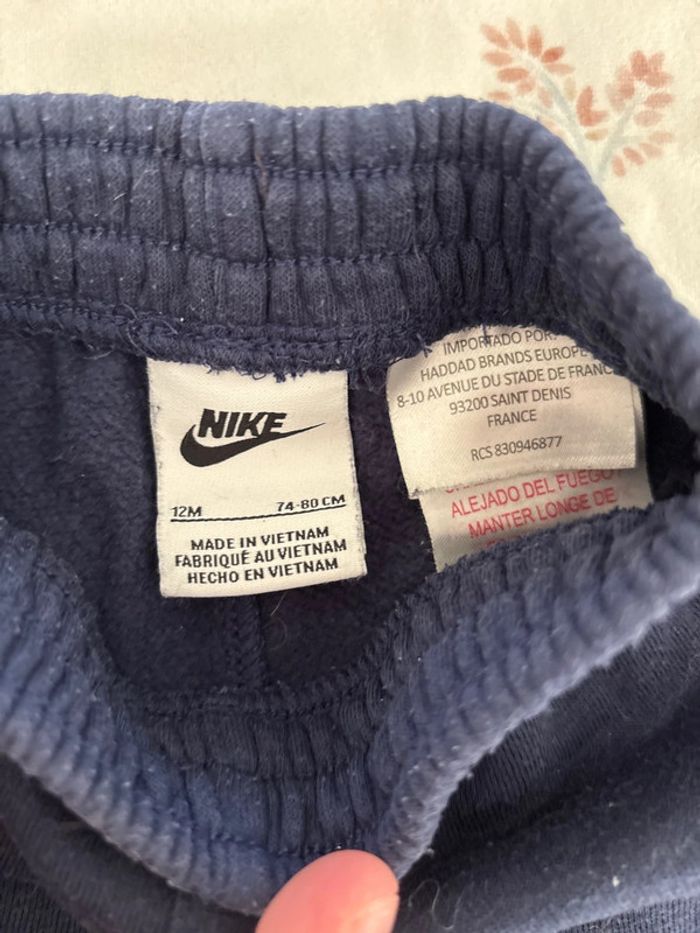 NIKE
12M 74-80 CM
MADE IN VIETNAM
FABRIQUÉ AU VIETNAM
HECHO EN VIETNAM
IMPORTADO POR:
HADDAD BRANDS EUROPE
8-10 AVENUE DU STADE DE FRANCE
93200 SAINT DENIS
FRANCE
RCS 830946877
ALEJADO DEL FUEGO
MANTER LONGE DE